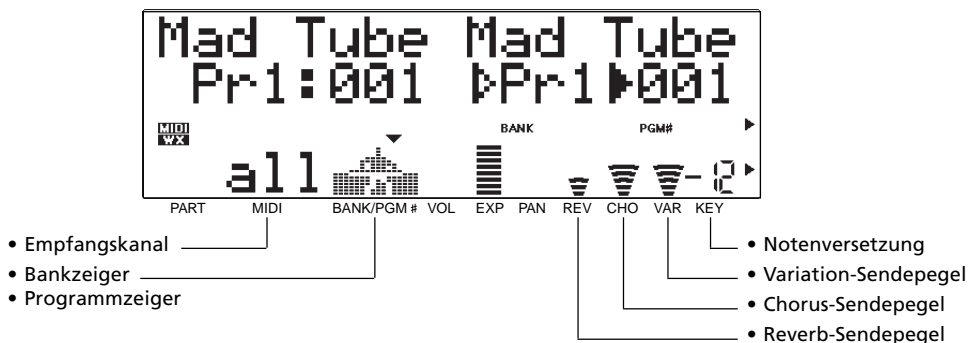 Mad Tube Mad Tube
Pr1:001 ▷Pr1▶001
MIDI
WX
BANK PGM#
all -12
PART MIDI BANK/PGM # VOL EXP PAN REV CHO VAR KEY
• Empfangskanal
• Bankzeiger
• Programmzeiger
• Notenversetzung
• Variation-Sendepegel
• Chorus-Sendepegel
• Reverb-Sendepegel